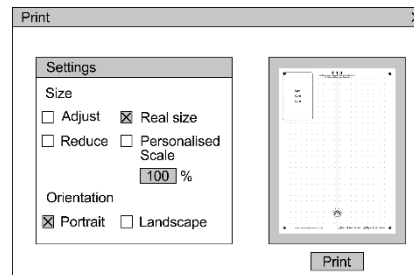 Print
Settings
Size
Adjust Real size
Reduce Personalised
Scale
100 %
Orientation
Portrait Landscape
Print